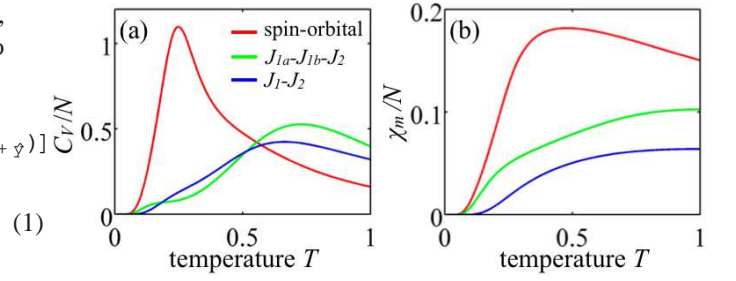 ,
+ ŷ)]
(1)
(a)
spin-orbital
J1a-J1b-J2
J1-J2
CV/N
1
0.5
0
0
0.5
1
temperature T
(b)
χm/N
0.2
0.1
0
0
0.5
1
temperature T